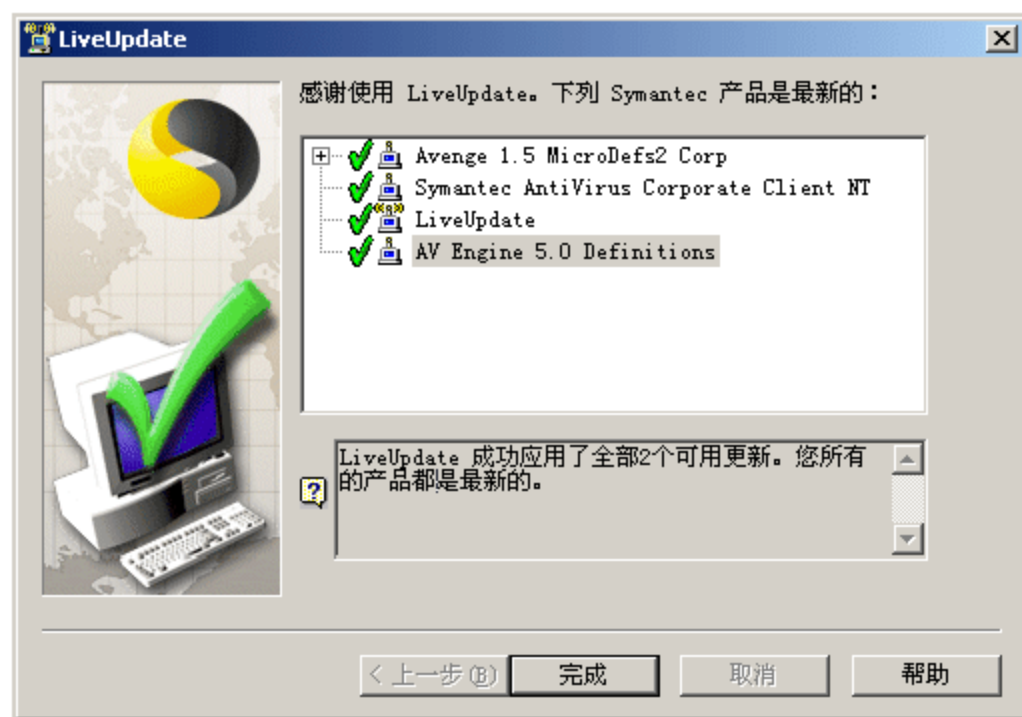 LiveUpdate
感谢使用 LiveUpdate。下列 Symantec 产品是最新的：
Avenge 1.5 MicroDefs2 Corp
Symantec AntiVirus Corporate Client NT
LiveUpdate
AV Engine 5.0 Definitions
LiveUpdate 成功应用了全部2个可用更新。您所有
的产品都是最新的。
< 上一步(B) 完成 取消 帮助